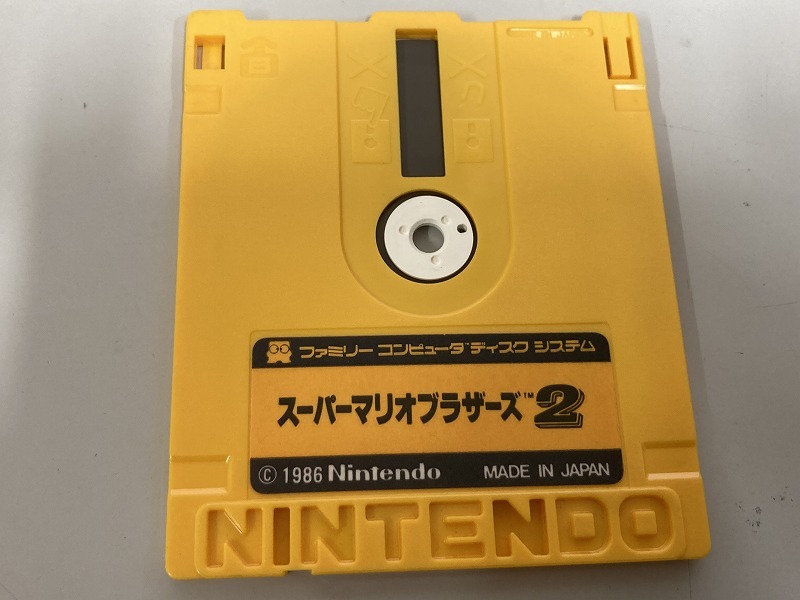 ファミリー コンピュータ™ ディスク システム
スーパーマリオブラザーズ™2
© 1986 Nintendo MADE IN JAPAN
NINTENDO